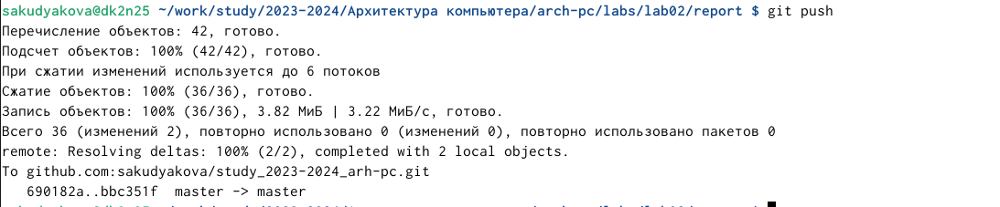 sakudyakova@dk2n25 ~/work/study/2023-2024/Архитектура компьютера/arch-pc/labs/lab02/report $ git push
Перечисление объектов: 42, готово.
Подсчет объектов: 100% (42/42), готово.
При сжатии изменений используется до 6 потоков
Сжатие объектов: 100% (36/36), готово.
Запись объектов: 100% (36/36), 3.82 МиБ | 3.22 МиБ/с, готово.
Всего 36 (изменений 2), повторно использовано 0 (изменений 0), повторно использовано пакетов 0
remote: Resolving deltas: 100% (2/2), completed with 2 local objects.
To github.com:sakudyakova/study_2023-2024_arh-pc.git
   690182a..bbc351f  master -> master